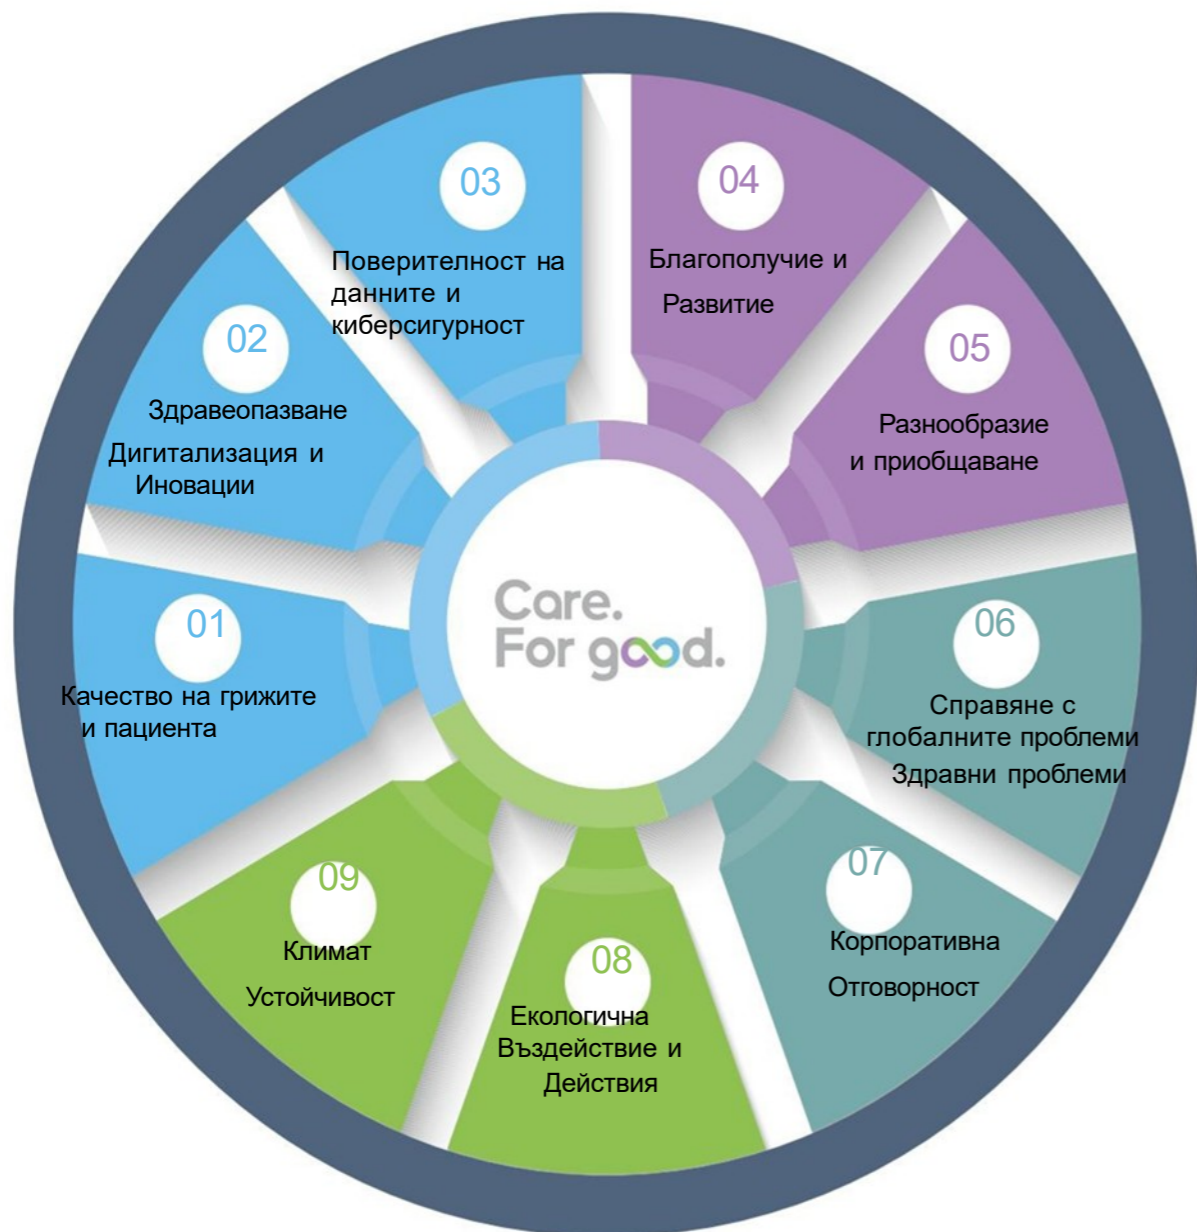 01
Качество на грижите
и пациента
02
Здравеопазване
Дигитализация и
Иновации
03
Поверителност на
данните и
киберсигурност
04
Благополучие и
Развитие
05
Разнообразие
и приобщаване
06
Справяне с
глобалните проблеми
Здравни проблеми
07
Корпоративна
Отговорност
08
Екологична
Въздействие и
Действия
09
Климат
Устойчивост
Care.
For good.